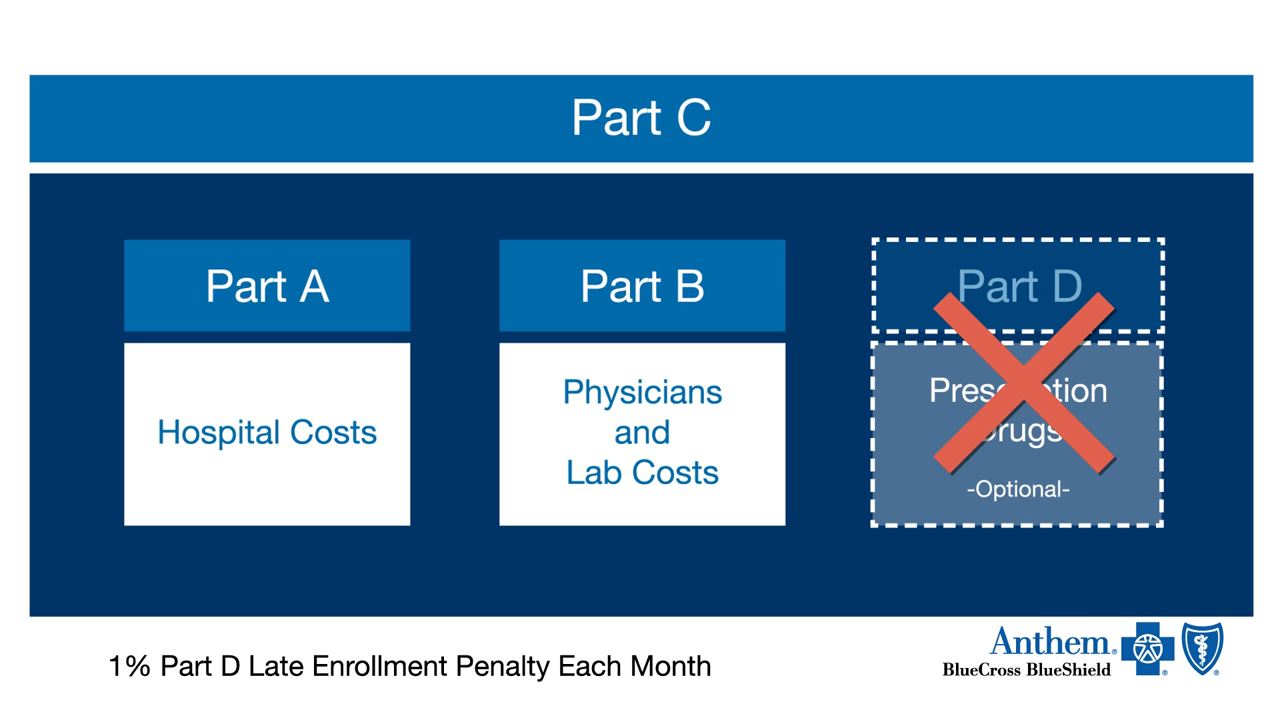 Part C
Part A
Part B
Part D
Hospital Costs
Physicians
and
Lab Costs
-Optional-
1% Part D Late Enrollment Penalty Each Month
Anthem.
BlueCross BlueShield